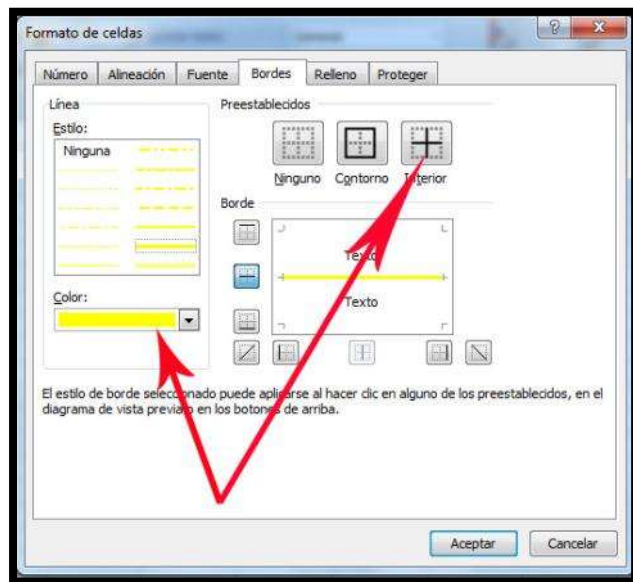 Formato de celdas
Número Alineación Fuente Bordes Relleno Proteger
Línea
Estilo:
Ninguna
Color:
Preestablecidos
Ninguno Contorno Interior
Borde
Texto
Texto
El estilo de borde seleccionado puede aplicarse al hacer clic en alguno de los preestablecidos, en el
diagrama de vista previa o en los botones de arriba.
Aceptar Cancelar